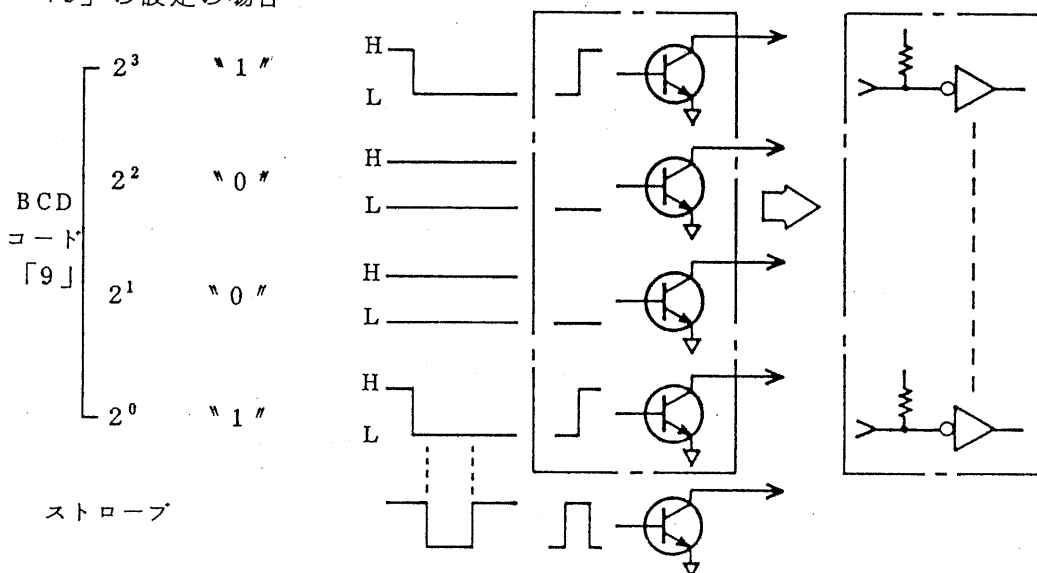 の設定の場合
2³ 〝1〞 H
L
2² 〝0〞 H
L
BCD
コード
「9」
2¹ 〝0〞 H
L
2⁰ 〝1〞 H
L
ストローブ